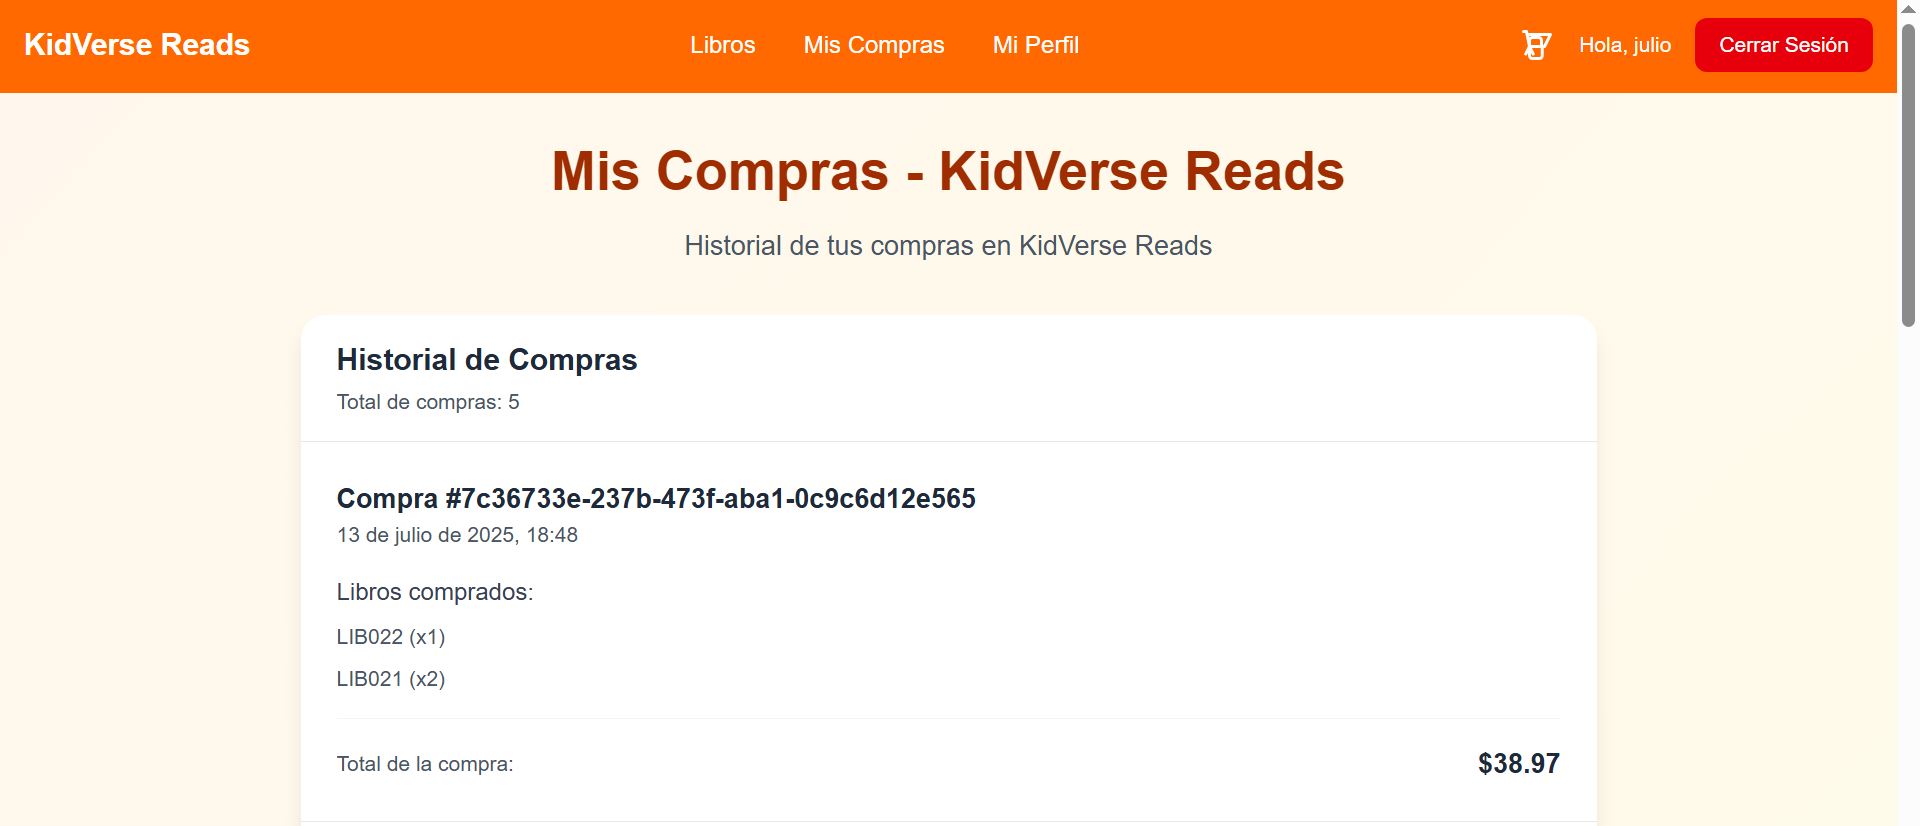 KidVerse Reads
Libros
Mis Compras
Mi Perfil
Hola, julio
Cerrar Sesión
Mis Compras - KidVerse Reads
Historial de tus compras en KidVerse Reads
Historial de Compras
Total de compras: 5
Compra #7c36733e-237b-473f-aba1-0c9c6d12e565
13 de julio de 2025, 18:48
Libros comprados:
LIB022 (x1)
LIB021 (x2)
Total de la compra:
$38.97